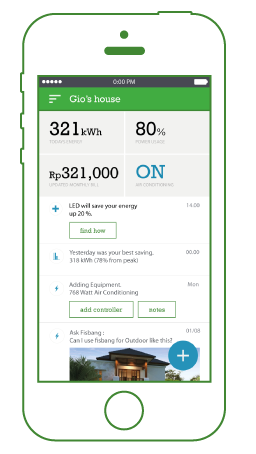 0:00 PM
Gio's house
321kWh
TODAY'S ENERGY
80%
POWER USAGE
Rp321,000
UPDATED MONTHLY BILL
ON
AIR CONDITIONING
LED will save your energy
up 20 %.
14.00
find how
Yesterday was your best saving.
318 kWh (78% from peak)
00.00
Adding Equipment.
768 Watt Air Conditioning
Mon
add controller
notes
Ask Fisbang :
Can I use fisbang for Outdoor like this?
01/08